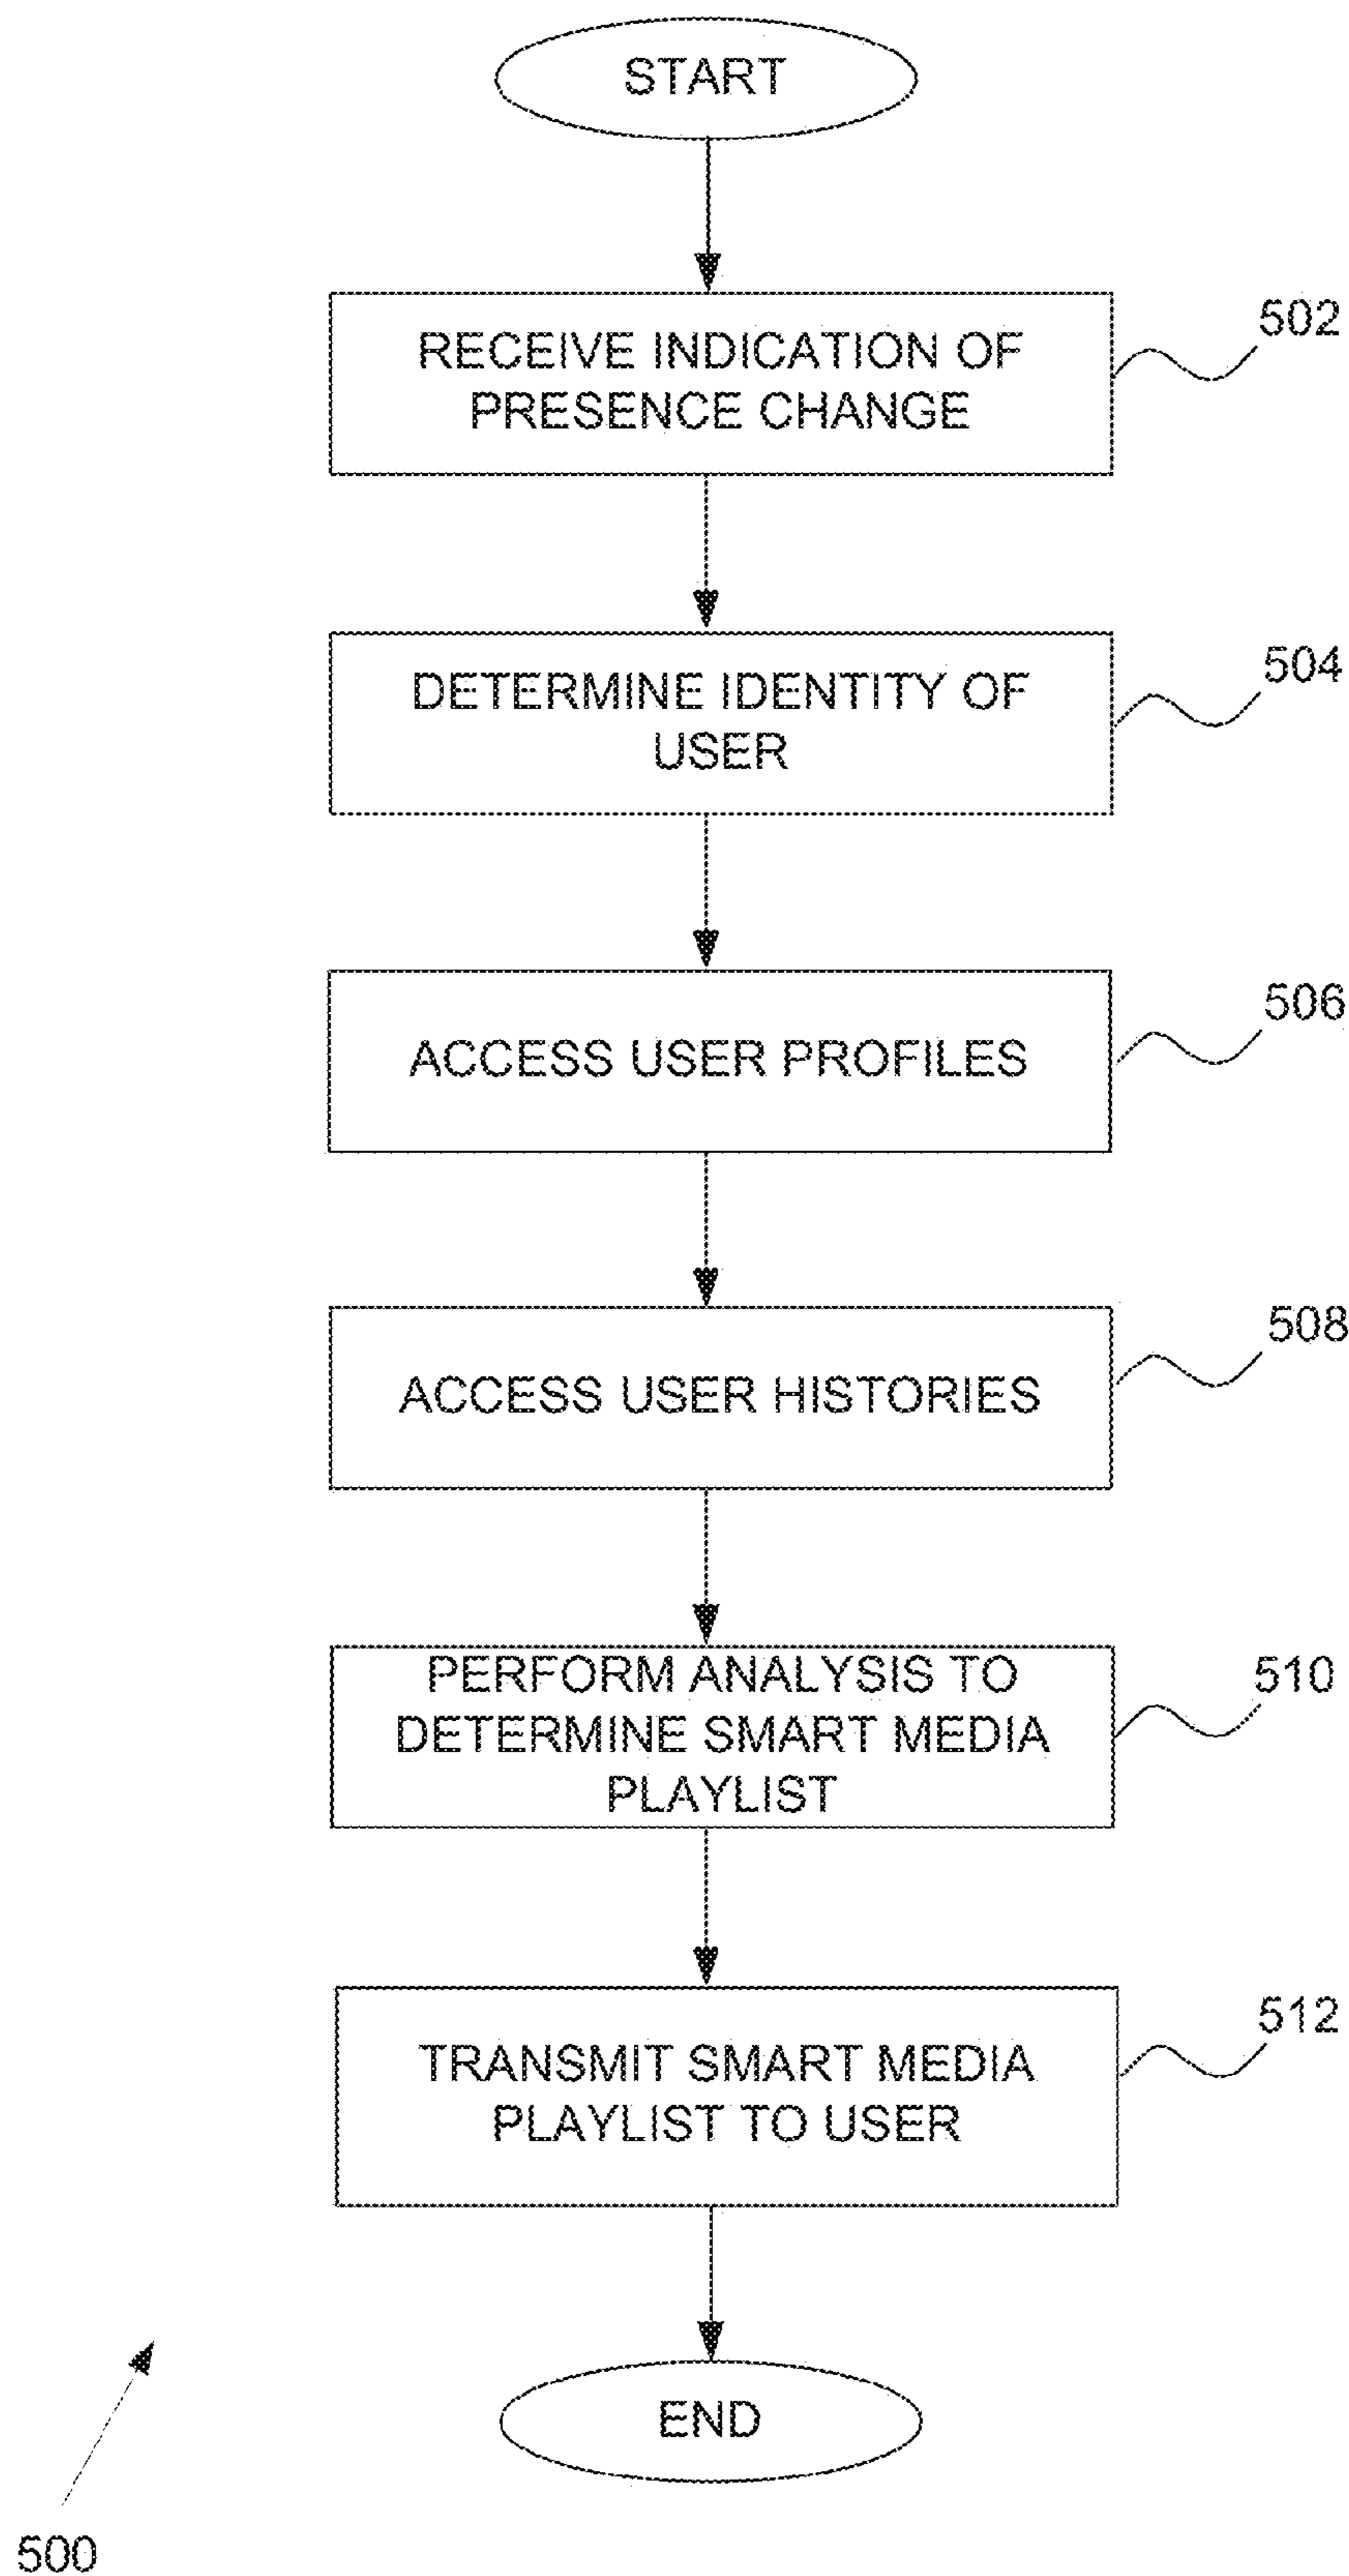 START
RECEIVE INDICATION OF
PRESENCE CHANGE
502
DETERMINE IDENTITY OF
USER
504
ACCESS USER PROFILES
506
ACCESS USER HISTORIES
508
PERFORM ANALYSIS TO
DETERMINE SMART MEDIA
PLAYLIST
510
TRANSMIT SMART MEDIA
PLAYLIST TO USER
512
END
500